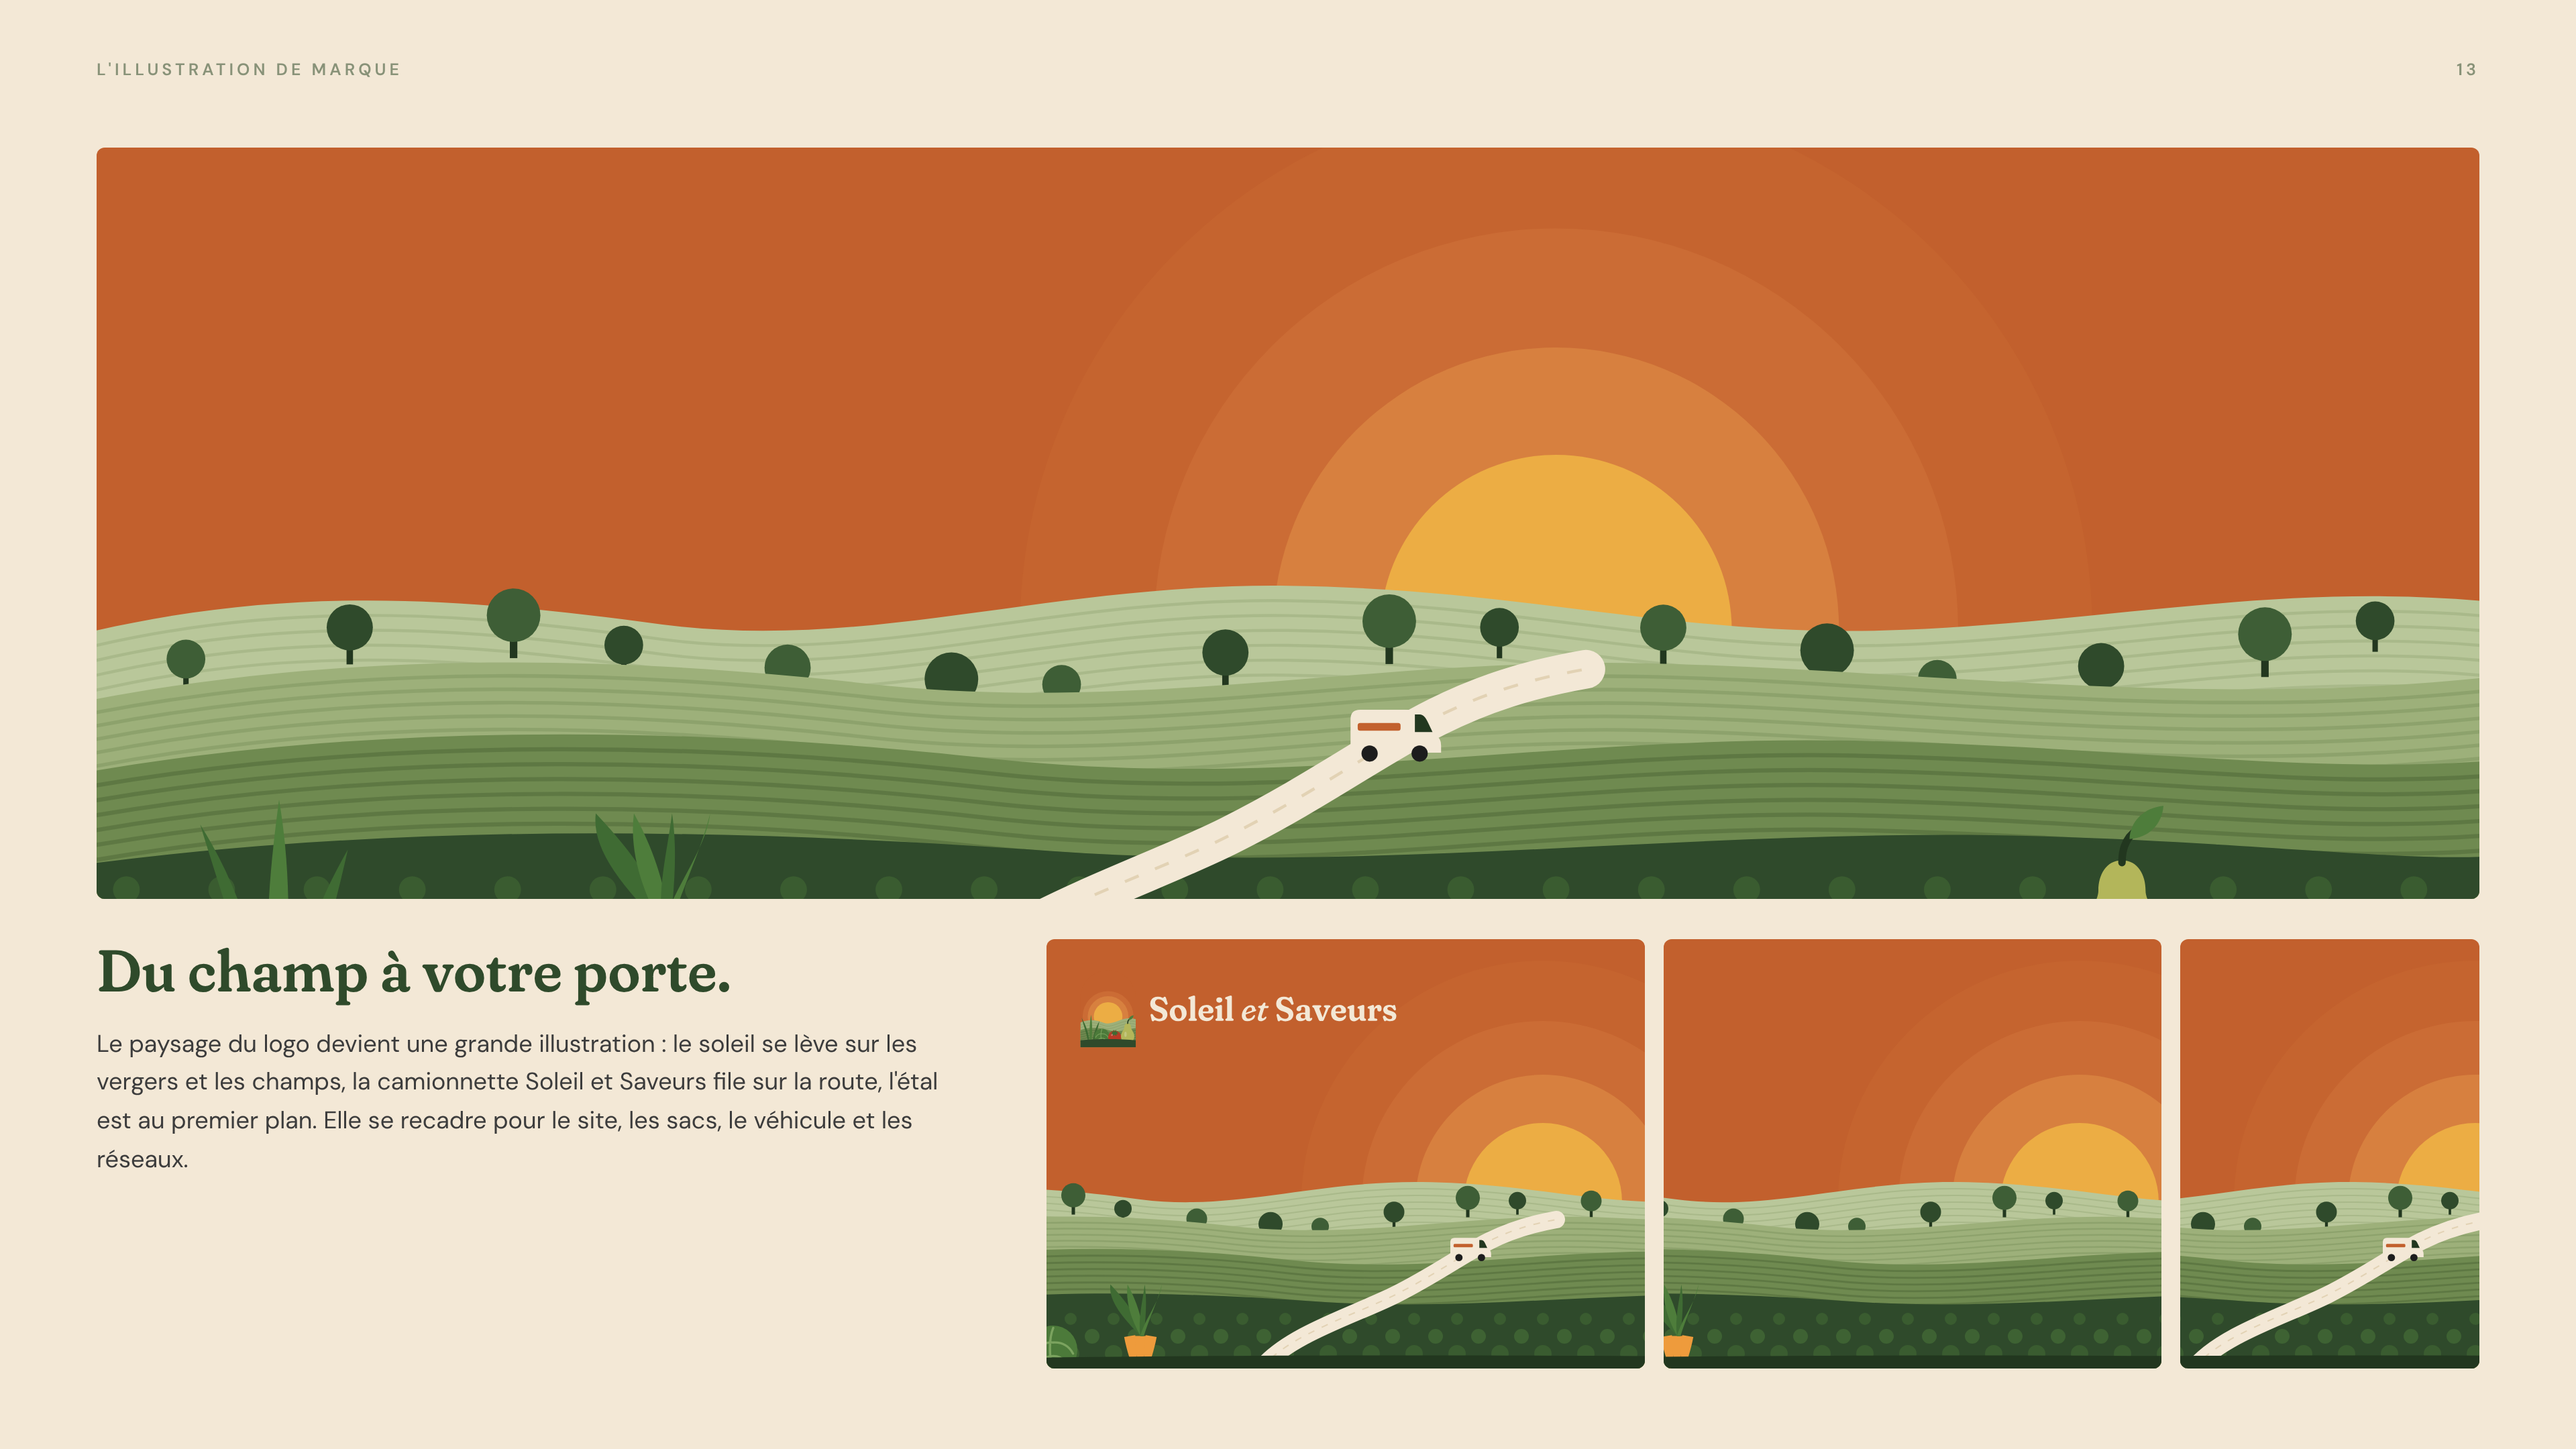 L'ILLUSTRATION DE MARQUE
13
Du champ à votre porte.
Le paysage du logo devient une grande illustration : le soleil se lève sur les
vergers et les champs, la camionnette Soleil et Saveurs file sur la route, l'étal
est au premier plan. Elle se recadre pour le site, les sacs, le véhicule et les
réseaux.
Soleil et Saveurs